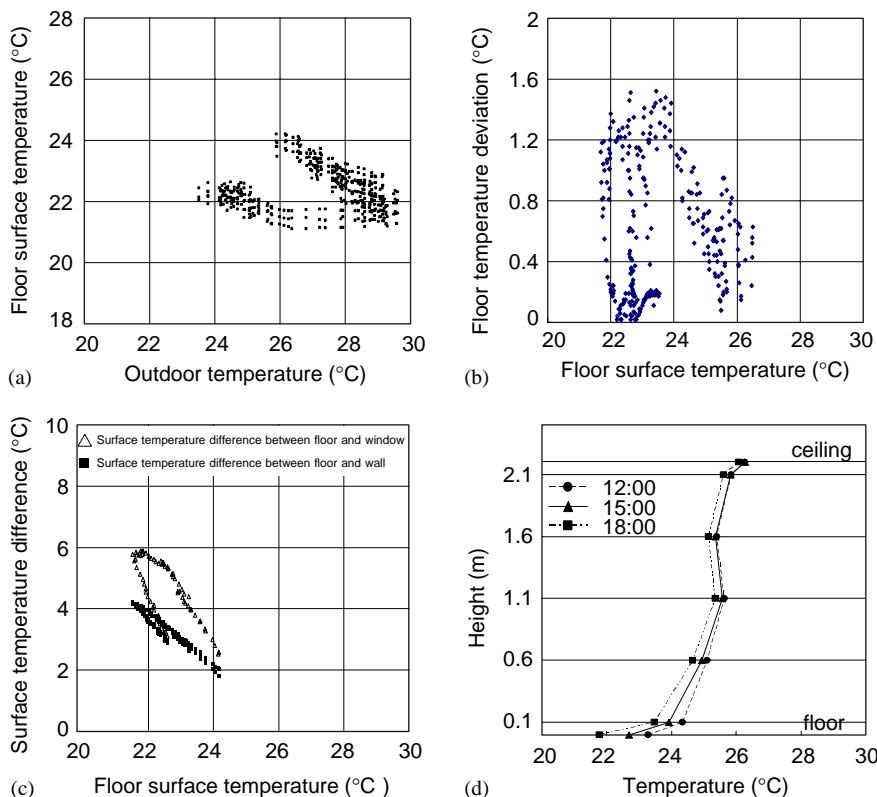 28
26
24
22
20
18
Floor surface temperature (°C)
20 22 24 26 28 30
(a) Outdoor temperature (°C)
2
1.6
1.2
0.8
0.4
0
Floor temperature deviation (°C)
20 22 24 26 28 30
(b) Floor surface temperature (°C)
10
8
6
4
2
0
Surface temperature difference (°C)
Surface temperature difference between floor and window
Surface temperature difference between floor and wall
20 22 24 26 28 30
(c) Floor surface temperature (°C )
ceiling
2.1
12:00
15:00
18:00
1.6
1.1
0.6
0.1
floor
Height (m)
20 22 24 26 28 30
(d) Temperature (°C)